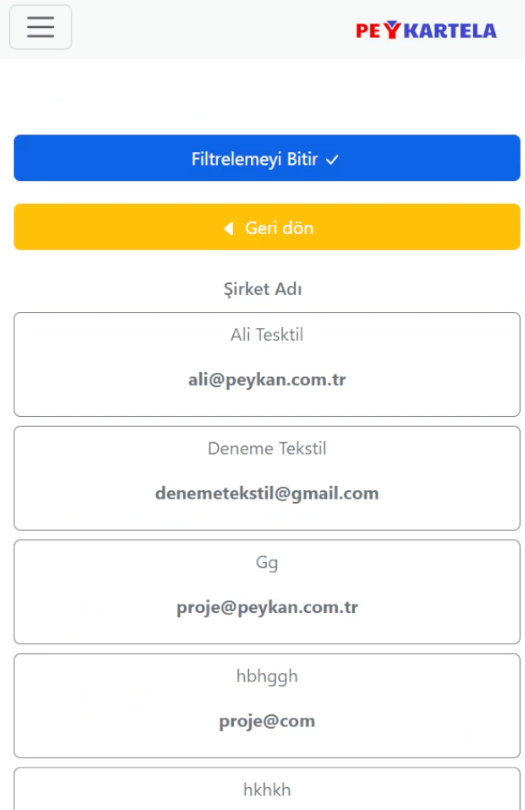 PEYKARTELA
Filtrelemeyi Bitir ✓
Geri dön
Şirket Adı
Ali Tesktil
ali@peykan.com.tr
Deneme Tekstil
denemetekstil@gmail.com
Gg
proje@peykan.com.tr
hbhggh
proje@com
hkhkh